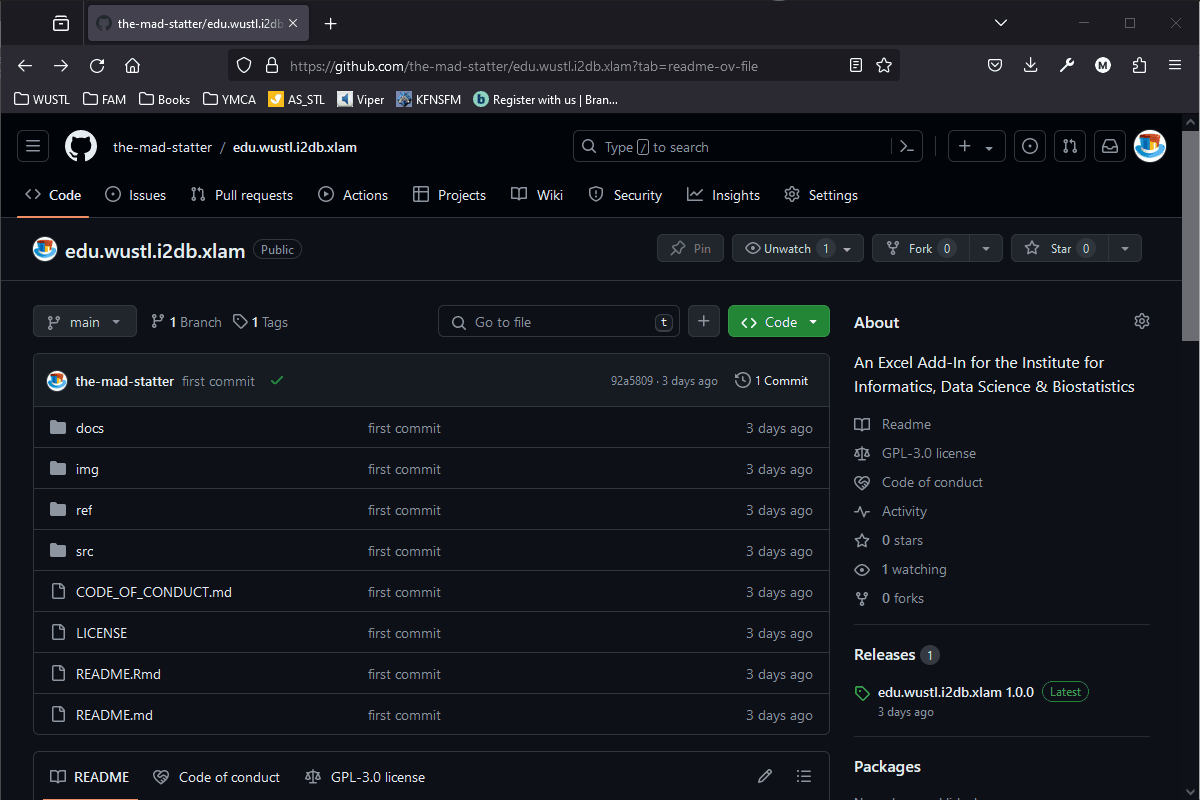 the-mad-statter/edu.wustl.i2db
https://github.com/the-mad-statter/edu.wustl.i2db.xlam?tab=readme-ov-file
M
WUSTL FAM Books YMCA AS_STL Viper KFNSFM b Register with us | Bran...
the-mad-statter / edu.wustl.i2db.xlam Type / to search
Code Issues Pull requests Actions Projects Wiki Security Insights Settings
edu.wustl.i2db.xlam Public Pin Unwatch 1 Fork 0 Star 0
main 1 Branch 1 Tags Go to file t Code
the-mad-statter first commit 92a5809 · 3 days ago 1 Commit
docs first commit 3 days ago
img first commit 3 days ago
ref first commit 3 days ago
src first commit 3 days ago
CODE_OF_CONDUCT.md first commit 3 days ago
LICENSE first commit 3 days ago
README.Rmd first commit 3 days ago
README.md first commit 3 days ago
README Code of conduct GPL-3.0 license
About
An Excel Add-In for the Institute for
Informatics, Data Science & Biostatistics
Readme
GPL-3.0 license
Code of conduct
Activity
0 stars
1 watching
0 forks
Releases 1
edu.wustl.i2db.xlam 1.0.0 Latest
3 days ago
Packages